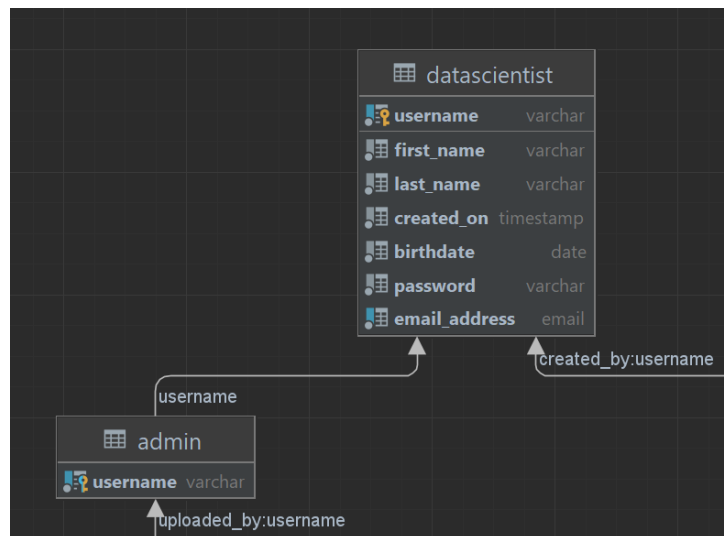 datascientist
username varchar
first_name varchar
last_name varchar
created_on timestamp
birthdate date
password varchar
email_address email
created_by:username
username
admin
username varchar
uploaded_by:username